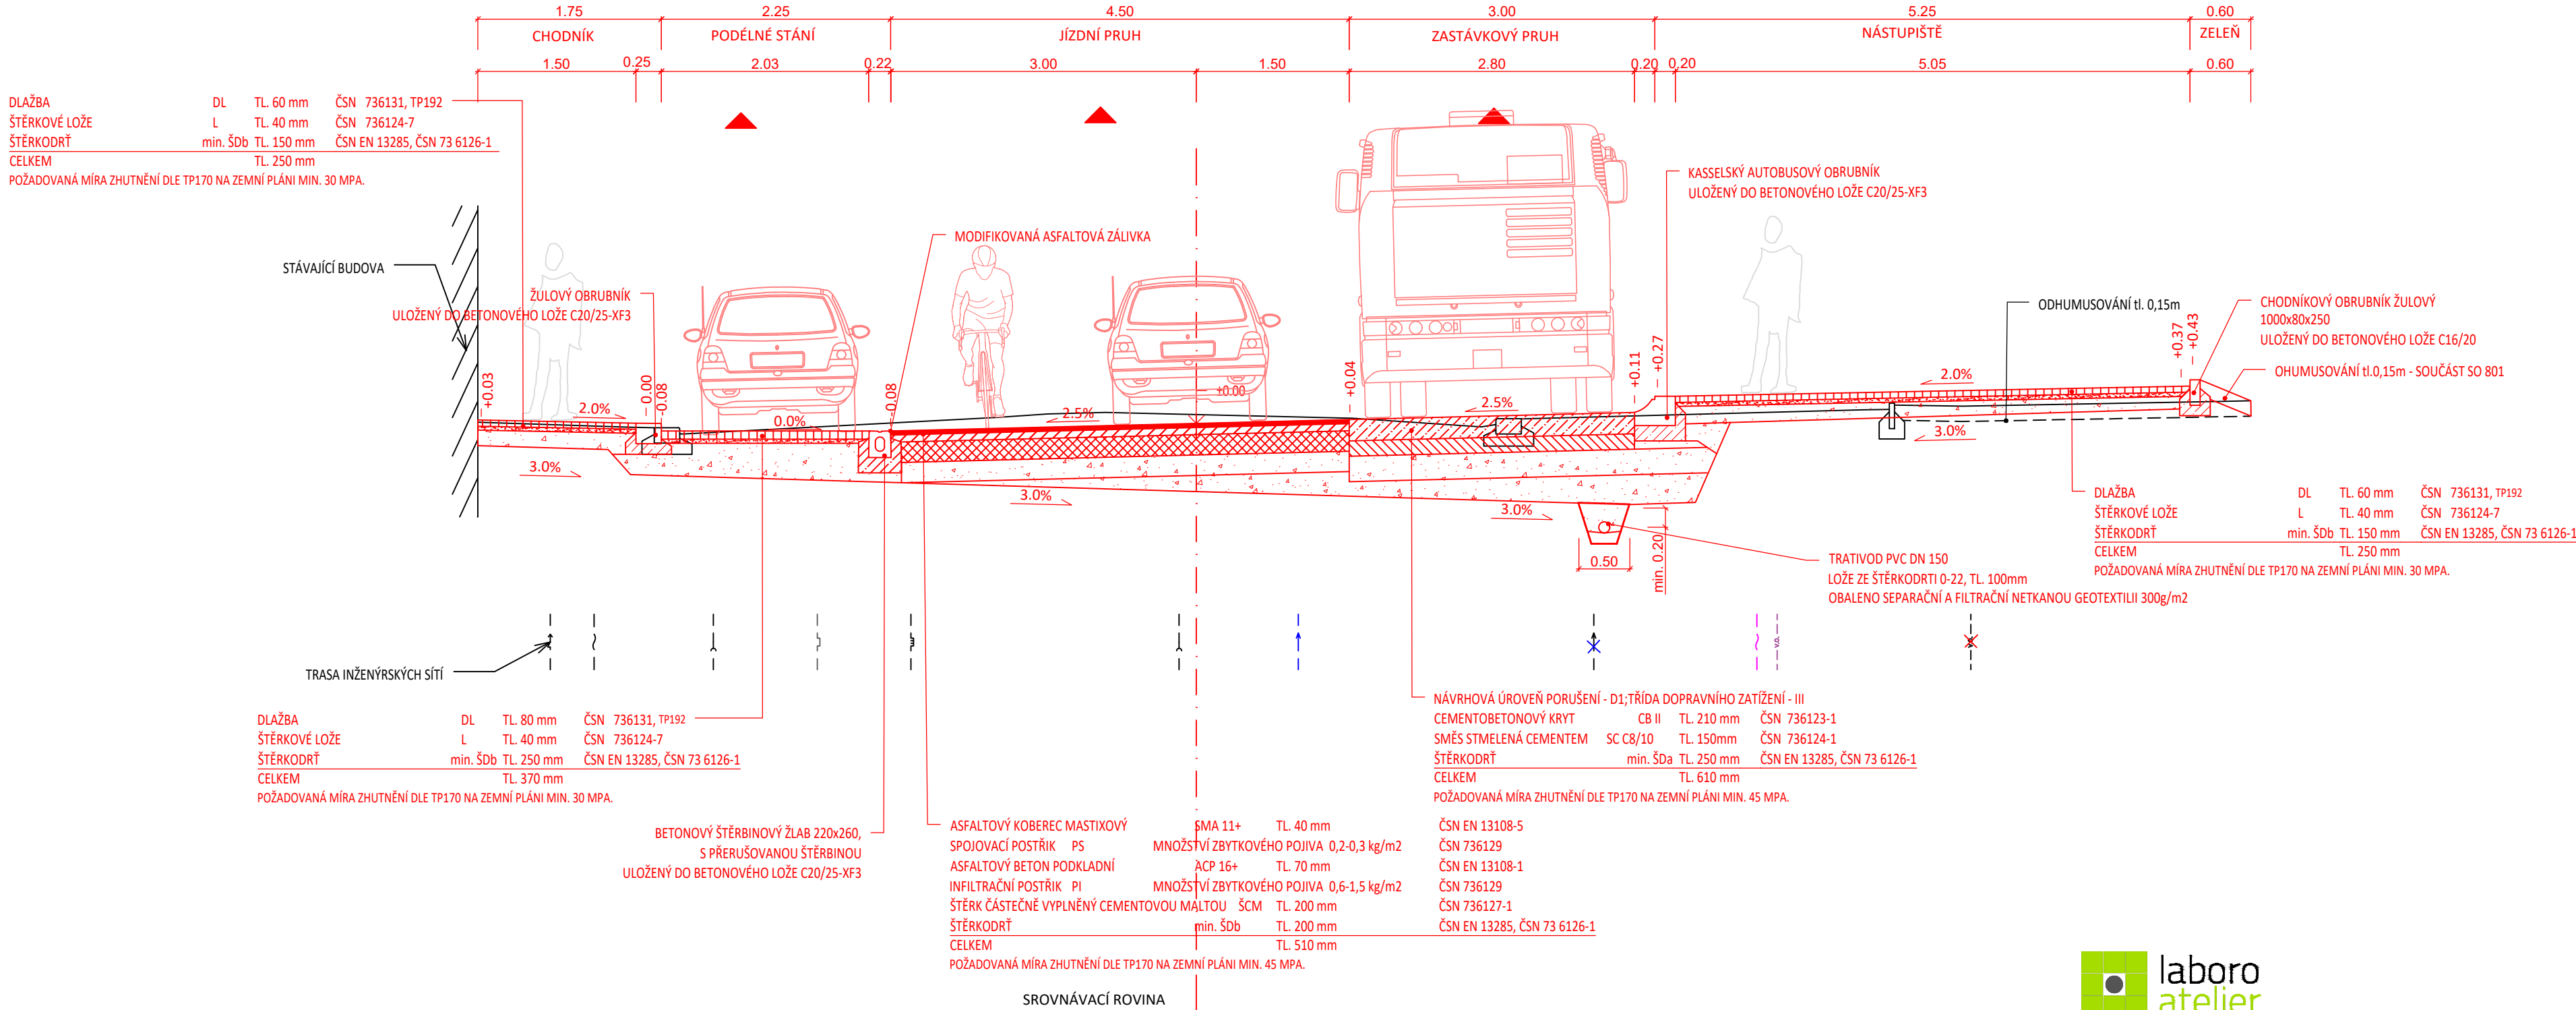 1.75 2.25 4.50 3.00 5.25 0.60
CHODNÍK PODÉLNÉ STÁNÍ JÍZDNÍ PRUH ZASTÁVKOVÝ PRUH NÁSTUPIŠTĚ ZELEŇ
1.50 0.25 2.03 0.22 3.00 1.50 2.80 0.20 0.20 5.05 0.60
DLAŽBA DL TL. 60 mm ČSN 736131, TP192
ŠTĚRKOVÉ LOŽE L TL. 40 mm ČSN 736124-7
ŠTĚRKODRŤ min. ŠDb TL. 150 mm ČSN EN 13285, ČSN 73 6126-1
CELKEM TL. 250 mm
POŽADOVANÁ MÍRA ZHUTNĚNÍ DLE TP170 NA ZEMNÍ PLÁNI MIN. 30 MPA.
KASSELSKÝ AUTOBUSOVÝ OBRUBNÍK
ULOŽENÝ DO BETONOVÉHO LOŽE C20/25-XF3
MODIFIKOVANÁ ASFALTOVÁ ZÁLIVKA
STÁVAJÍCÍ BUDOVA
ŽULOVÝ OBRUBNÍK
ULOŽENÝ DO BETONOVÉHO LOŽE C20/25-XF3
ODHUMUSOVÁNÍ tl. 0,15m
CHODNÍKOVÝ OBRUBNÍK ŽULOVÝ
1000x80x250
ULOŽENÝ DO BETONOVÉHO LOŽE C16/20
OHUMUSOVÁNÍ tl.0,15m - SOUČÁST SO 801
+0.03
-0.00
-0.08
-0.08
+0.00
+0.04
+0.11
+0.27
+0.37
+0.43
2.0%
0.0%
2.5%
2.5%
2.0%
3.0%
3.0%
3.0%
3.0%
0.50
min. 0.20
DLAŽBA DL TL. 60 mm ČSN 736131, TP192
ŠTĚRKOVÉ LOŽE L TL. 40 mm ČSN 736124-7
ŠTĚRKODRŤ min. ŠDb TL. 150 mm ČSN EN 13285, ČSN 73 6126-1
CELKEM TL. 250 mm
POŽADOVANÁ MÍRA ZHUTNĚNÍ DLE TP170 NA ZEMNÍ PLÁNI MIN. 30 MPA.
TRATIVOD PVC DN 150
LOŽE ZE ŠTĚRKODRTI 0-22, TL. 100mm
OBALENO SEPARAČNÍ A FILTRAČNÍ NETKANOU GEOTEXTILII 300g/m2
TRASA INŽENÝRSKÝCH SÍTÍ
DLAŽBA DL TL. 80 mm ČSN 736131, TP192
ŠTĚRKOVÉ LOŽE L TL. 40 mm ČSN 736124-7
ŠTĚRKODRŤ min. ŠDb TL. 250 mm ČSN EN 13285, ČSN 73 6126-1
CELKEM TL. 370 mm
POŽADOVANÁ MÍRA ZHUTNĚNÍ DLE TP170 NA ZEMNÍ PLÁNI MIN. 30 MPA.
NÁVRHOVÁ ÚROVEŇ PORUŠENÍ - D1;TŘÍDA DOPRAVNÍHO ZATÍŽENÍ - III
CEMENTOBETONOVÝ KRYT CB II TL. 210 mm ČSN 736123-1
SMĚS STMELENÁ CEMENTEM SC C8/10 TL. 150mm ČSN 736124-1
ŠTĚRKODRŤ min. ŠDa TL. 250 mm ČSN EN 13285, ČSN 73 6126-1
CELKEM TL. 610 mm
POŽADOVANÁ MÍRA ZHUTNĚNÍ DLE TP170 NA ZEMNÍ PLÁNI MIN. 45 MPA.
BETONOVÝ ŠTĚRBINOVÝ ŽLAB 220x260,
S PŘERUŠOVANOU ŠTĚRBINOU
ULOŽENÝ DO BETONOVÉHO LOŽE C20/25-XF3
ASFALTOVÝ KOBEREC MASTIXOVÝ SMA 11+ TL. 40 mm ČSN EN 13108-5
SPOJOVACÍ POSTŘIK PS MNOŽSTVÍ ZBYTKOVÉHO POJIVA 0,2-0,3 kg/m2 ČSN 736129
ASFALTOVÝ BETON PODKLADNÍ ACP 16+ TL. 70 mm ČSN EN 13108-1
INFILTRAČNÍ POSTŘIK PI MNOŽSTVÍ ZBYTKOVÉHO POJIVA 0,6-1,5 kg/m2 ČSN 736129
ŠTĚRK ČÁSTEČNĚ VYPLNĚNÝ CEMENTOVOU MALTOU ŠCM TL. 200 mm ČSN 736127-1
ŠTĚRKODRŤ min. ŠDb TL. 200 mm ČSN EN 13285, ČSN 73 6126-1
CELKEM TL. 510 mm
POŽADOVANÁ MÍRA ZHUTNĚNÍ DLE TP170 NA ZEMNÍ PLÁNI MIN. 45 MPA.
SROVNÁVACÍ ROVINA
laboro
atelier